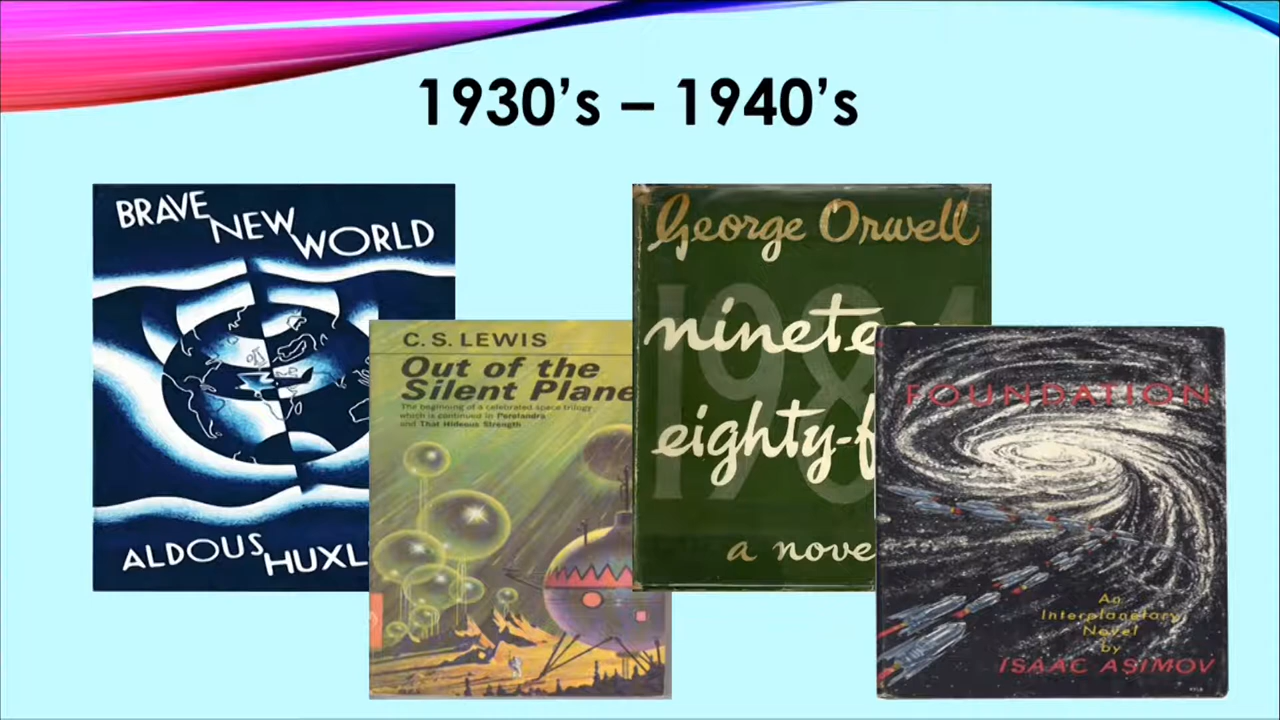 1930’s – 1940’s
BRAVE NEW WORLD
ALDOUS HUXL
C. S. LEWIS
Out of the
Silent Plane
The beginning of a celebrated space trilogy
which is continued in Perelandra
and That Hideous Strength
George Orwell
1984
ninetee
eighty-f
a nove
FOUNDATION
An
Interplanetary
Novel
by
ISAAC ASIMOV